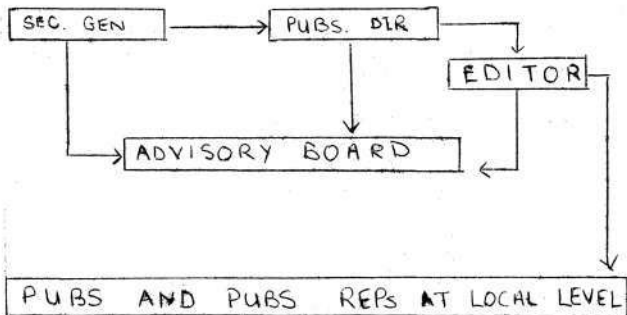 SEC. GEN
PUBS. DIR
EDITOR
ADVISORY BOARD
PUBS AND PUBS REPs AT LOCAL LEVEL